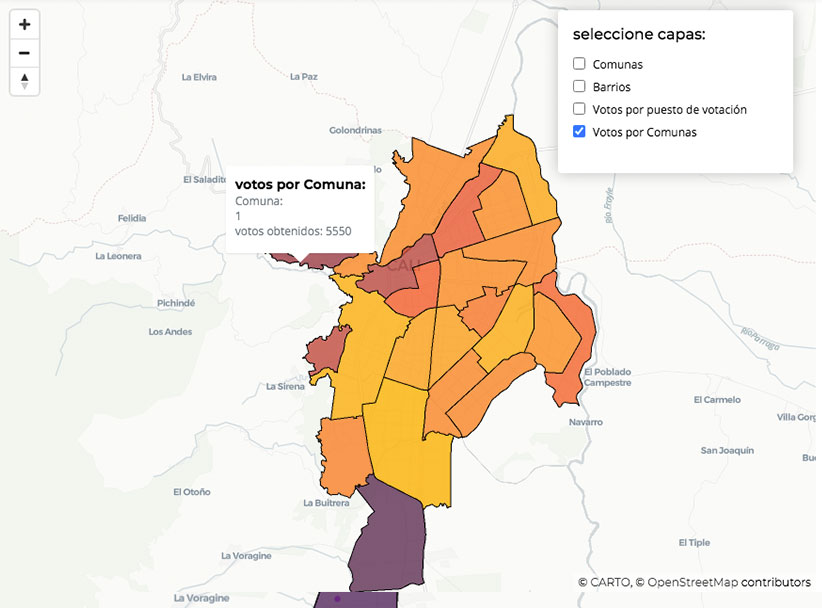 +
−
seleccione capas:
Comunas
Barrios
Votos por puesto de votación
Votos por Comunas
La Elvira
La Paz
Golondrinas
El Saladito
votos por Comuna:
Comuna:
1
votos obtenidos: 5550
Felidia
Río Frayle
La Leonera
CALI
Pichindé
Los Andes
Río Párraga
La Sirena
El Poblado
Campestre
El Carmelo
Navarro
Villa Gorg
San Joaquín
El Otoño
La Buitrera
El Tiple
La Voragine
© CARTO, © OpenStreetMap contributors
La Voragine